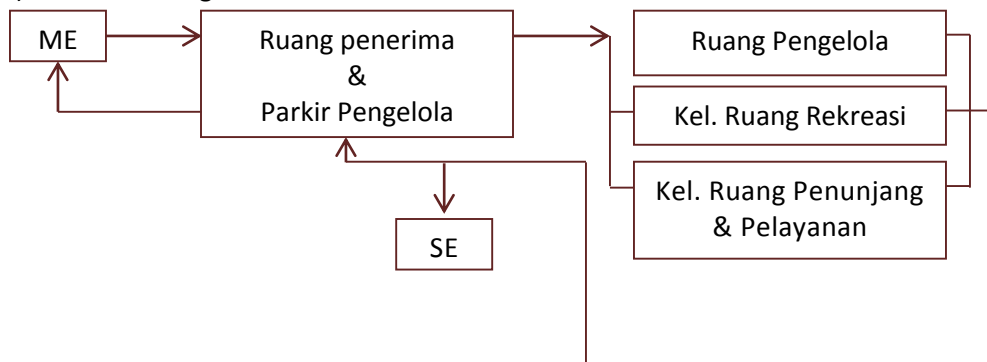 ME
Ruang penerima
&
Parkir Pengelola
Ruang Pengelola
Kel. Ruang Rekreasi
Kel. Ruang Penunjang
& Pelayanan
SE